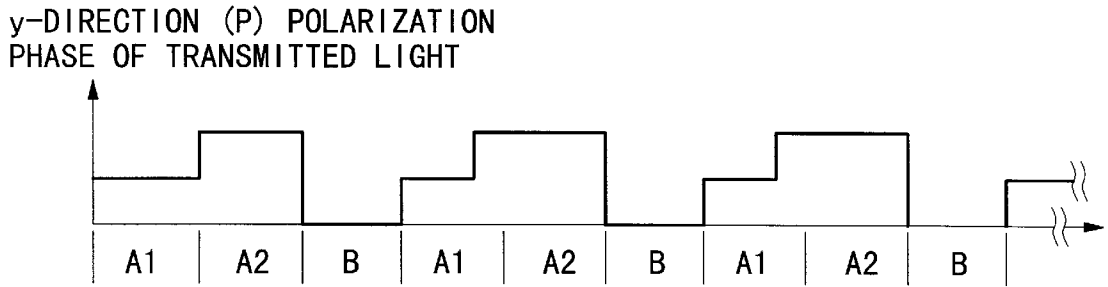 y-DIRECTION (P) POLARIZATION
PHASE OF TRANSMITTED LIGHT
A1 A2 B A1 A2 B A1 A2 B